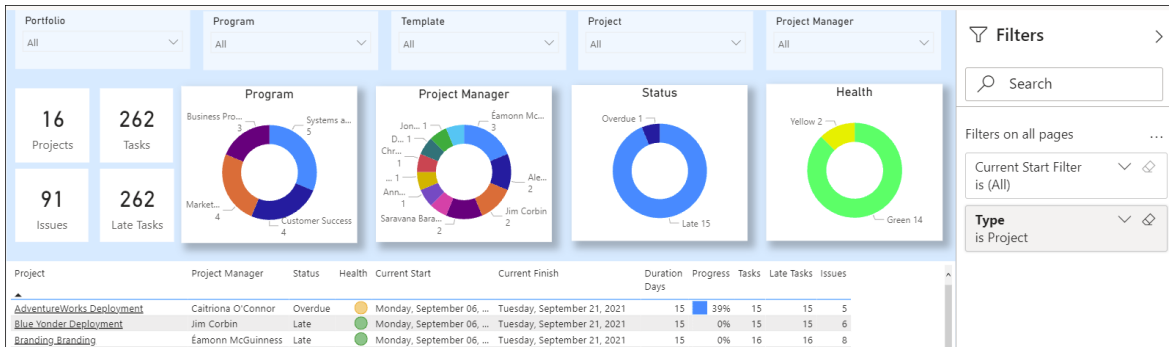 Portfolio
All
Program
All
Template
All
Project
All
Project Manager
All
16
Projects
262
Tasks
91
Issues
262
Late Tasks
Program
Business Pro...
3
Systems a...
5
Market...
4
Customer Success
4
Project Manager
Jon... 1
D... 1
Chr...
1
... 1
Ann...
1
Saravana Bara...
2
Éamonn Mc...
3
Ale...
2
Jim Corbin
2
2
Status
Overdue 1
Late 15
Health
Yellow 2
Green 14
Project Project Manager Status Health Current Start Current Finish Duration Days Progress Tasks Late Tasks Issues
AdventureWorks Deployment Caitriona O'Connor Overdue Monday, September 06, ... Tuesday, September 21, 2021 15 39% 15 15 5
Blue Yonder Deployment Jim Corbin Late Monday, September 06, ... Tuesday, September 21, 2021 15 0% 15 15 6
Branding Branding Éamonn McGuinness Late Monday, September 06, ... Tuesday, September 21, 2021 15 0% 16 16 8
Filters
Search
Filters on all pages
...
Current Start Filter
is (All)
Type
is Project